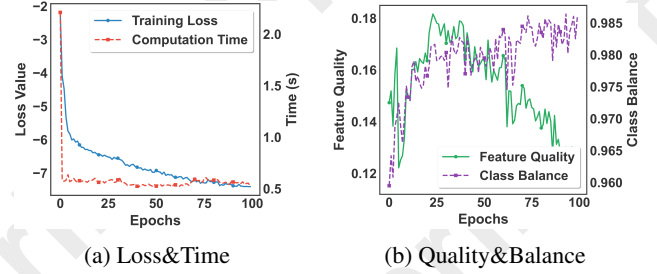 −2
−3
−4
−5
−6
−7
Loss Value
Training Loss
Computation Time
2.0
1.5
1.0
0.5
Time (s)
0 25 50 75 100
Epochs
(a) Loss&Time
0.18
0.16
0.14
0.12
Feature Quality
Feature Quality
Class Balance
0.985
0.980
0.975
0.970
0.965
0.960
Class Balance
0 25 50 75 100
Epochs
(b) Quality&Balance